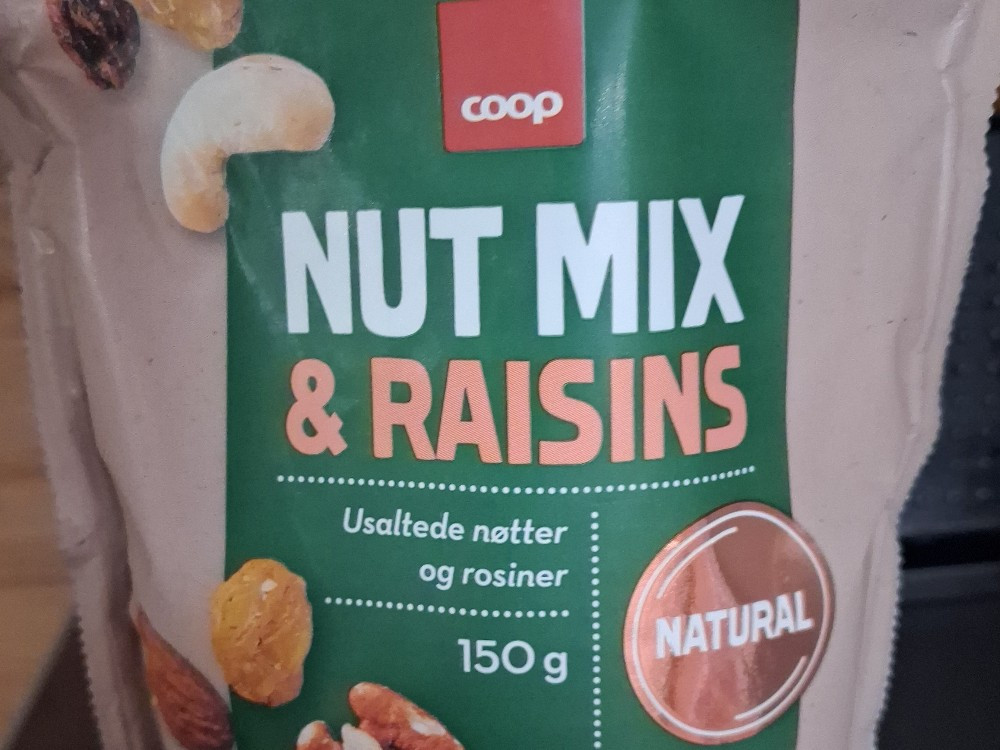 coop
NUT MIX
& RAISINS
Usaltede nøtter
og rosiner
150 g
NATURAL